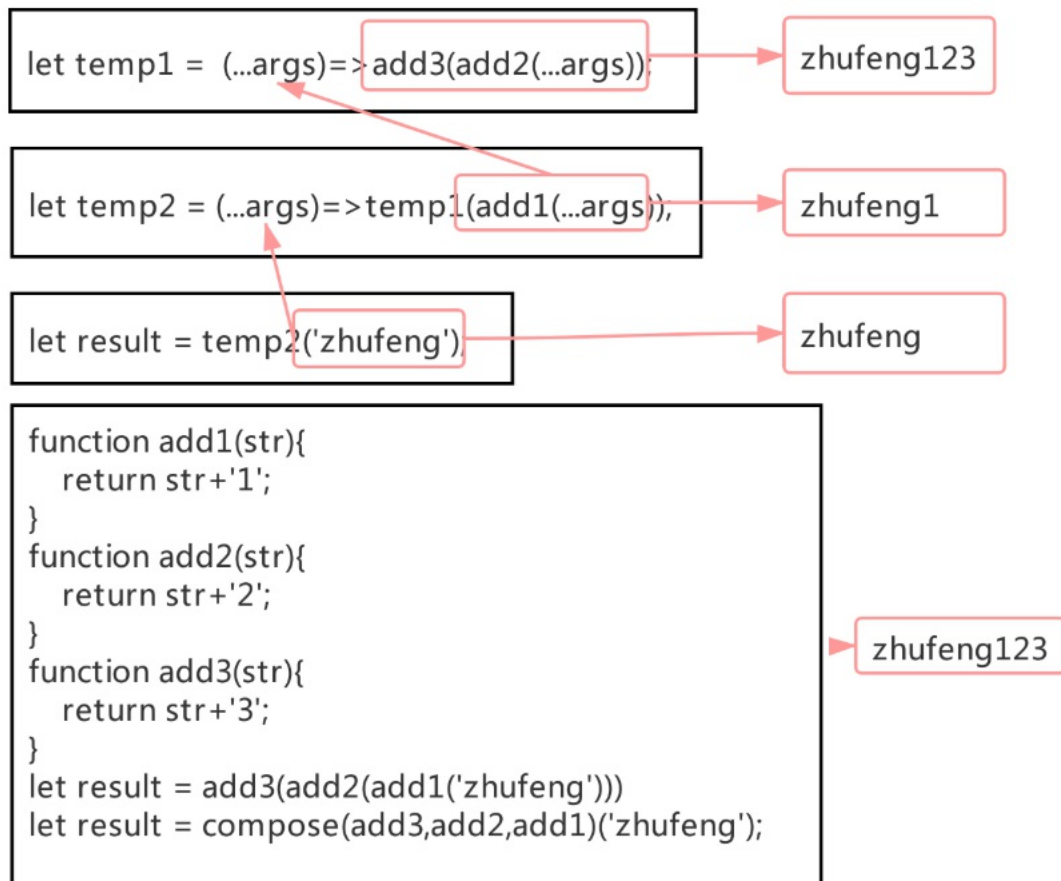 let temp1 = (...args)=>add3(add2(...args));
zhufeng123
let temp2 = (...args)=>temp1(add1(...args)),
zhufeng1
let result = temp2('zhufeng'),
zhufeng
function add1(str){
return str+'1';
}
function add2(str){
return str+'2';
}
function add3(str){
return str+'3';
}
let result = add3(add2(add1('zhufeng')))
let result = compose(add3,add2,add1)('zhufeng');
zhufeng123